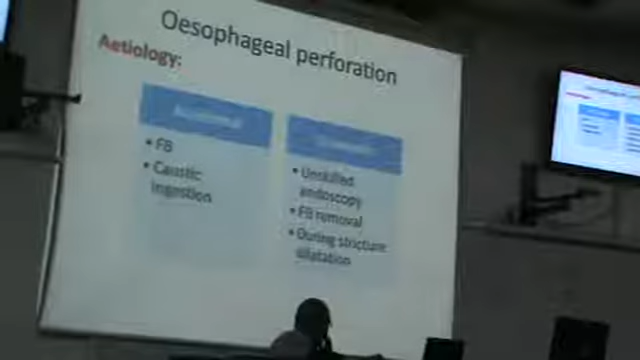 Oesophageal perforation
Aetiology:
• FB
• Caustic
ingestion
• Unskilled
endoscopy
• FB removal
• During stricture
dilatation